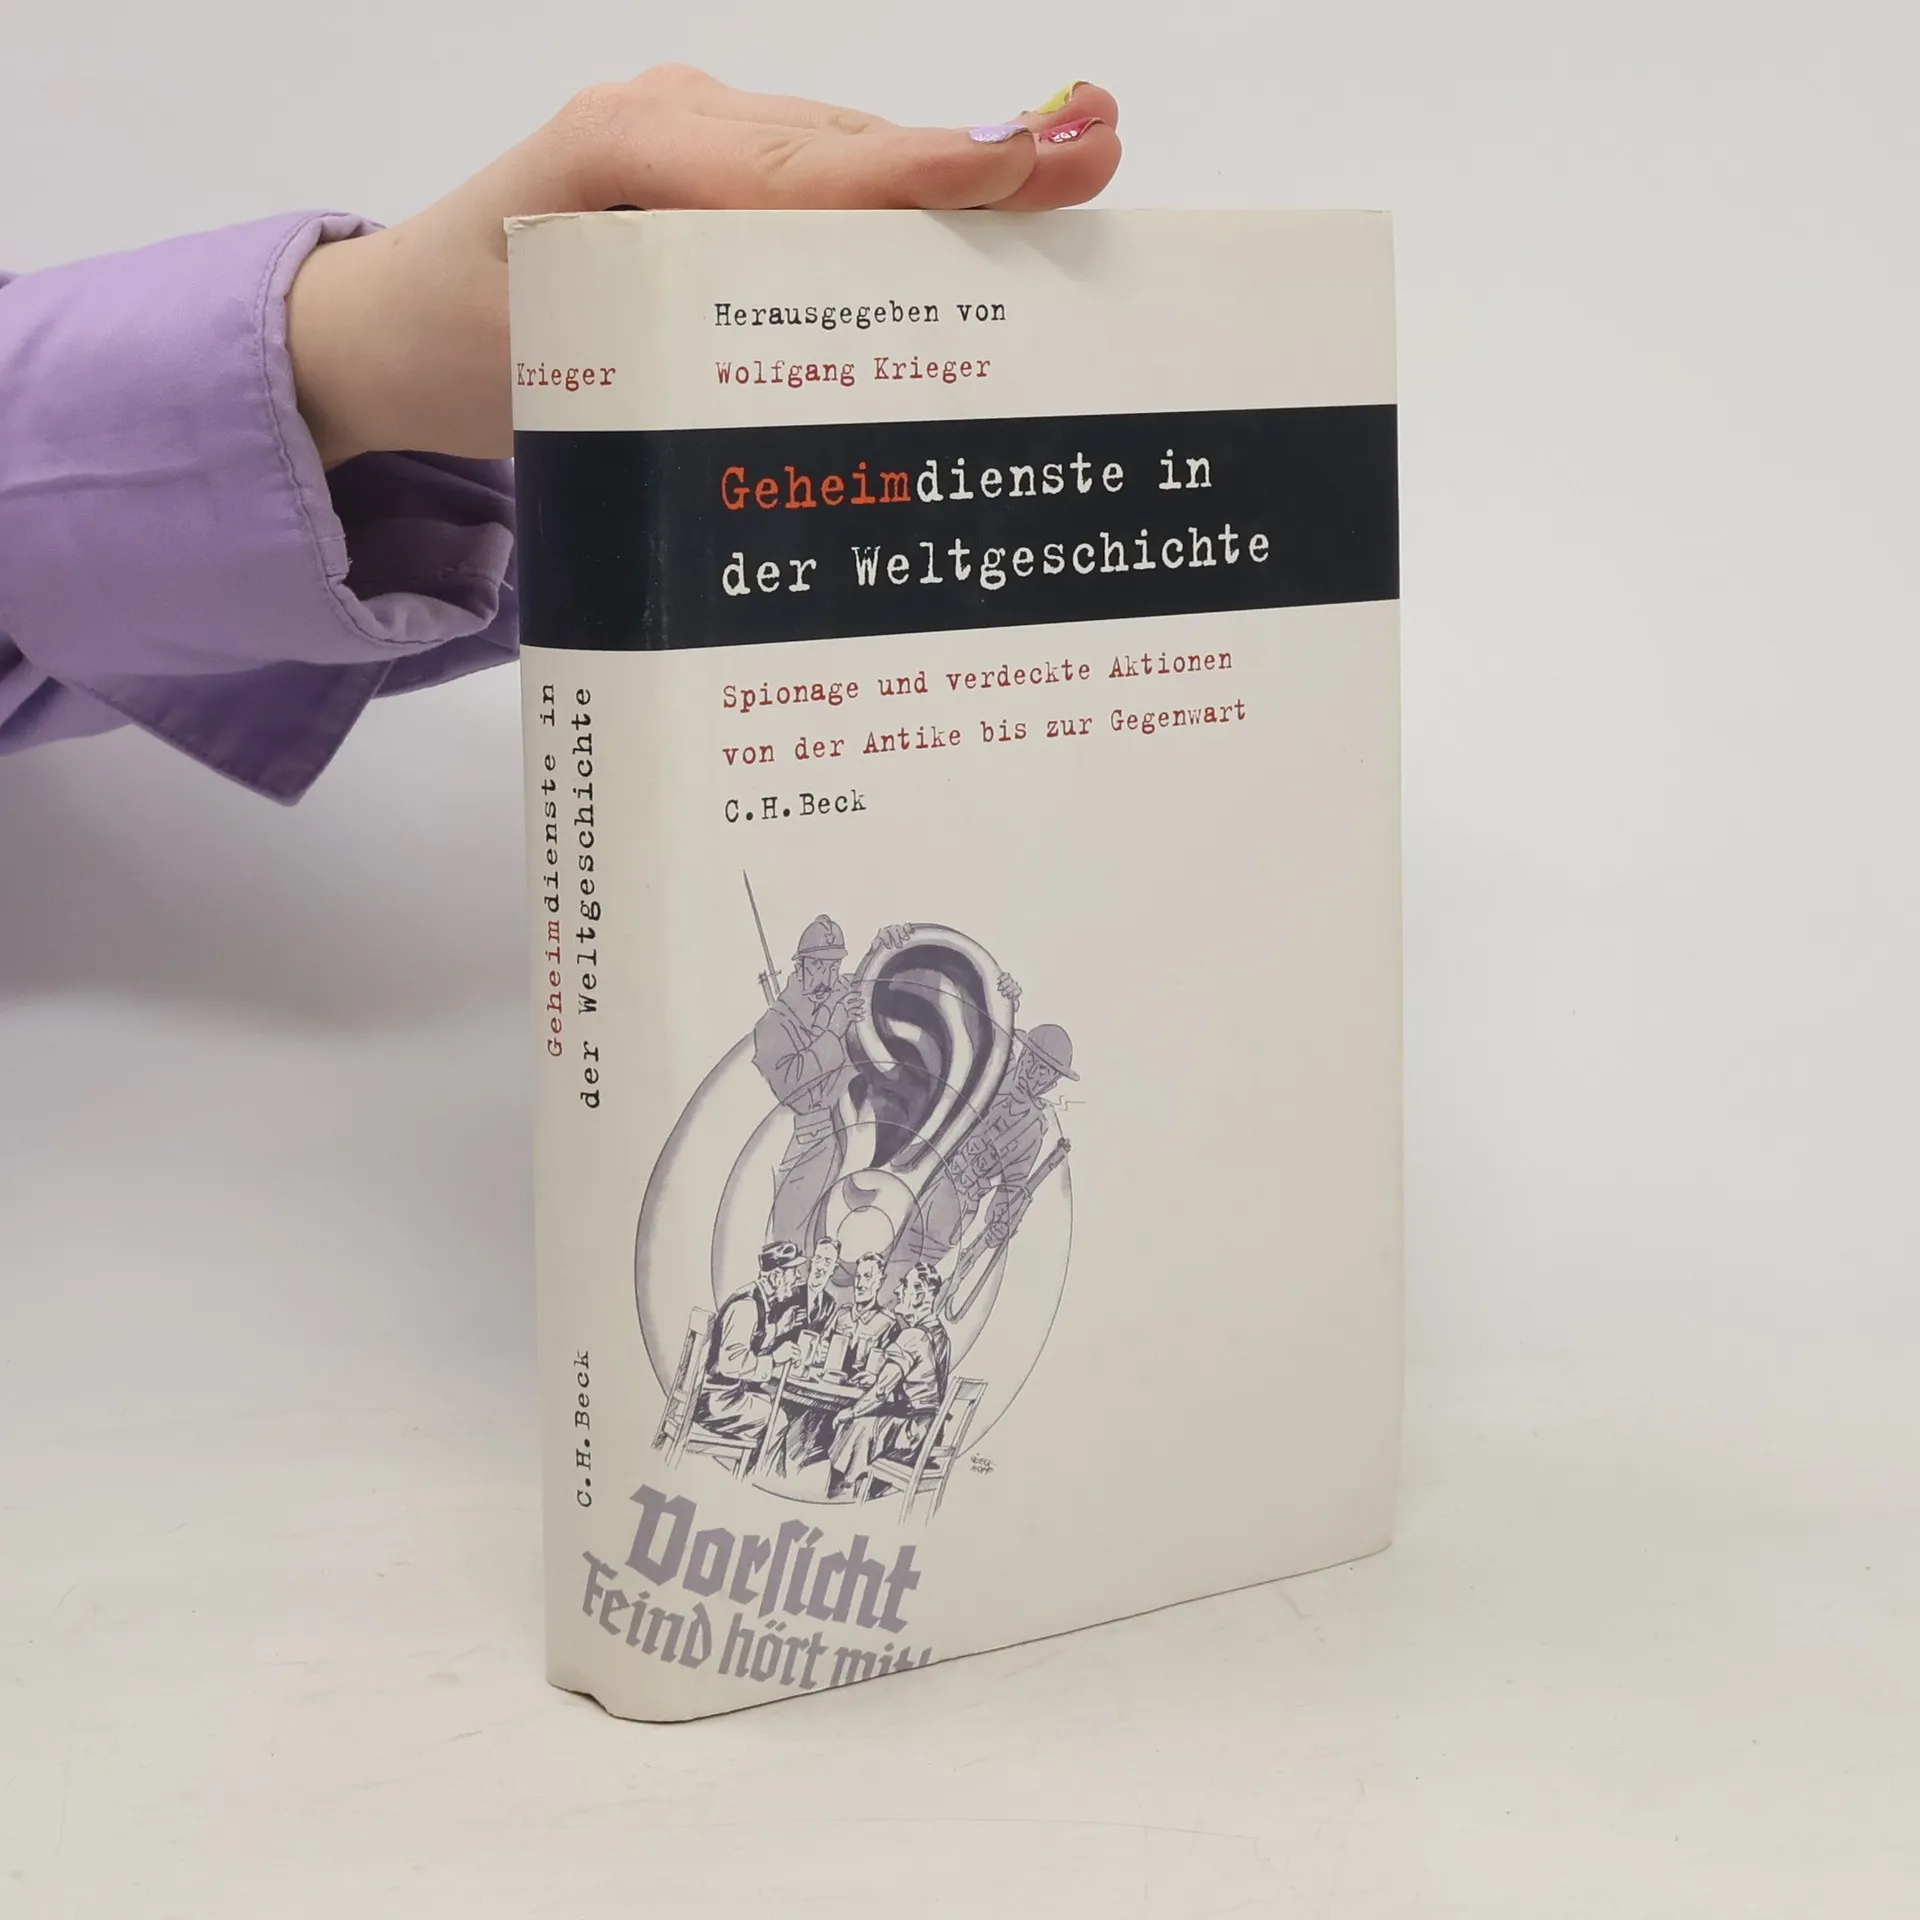 Herausgegeben von
Wolfgang Krieger
Geheimdienste in
der Weltgeschichte
Spionage und verdeckte Aktionen
von der Antike bis zur Gegenwart
C.H.Beck
Vorsicht
Feind hört mit!
Krieger
Geheimdienste in
der Weltgeschichte
C.H.Beck